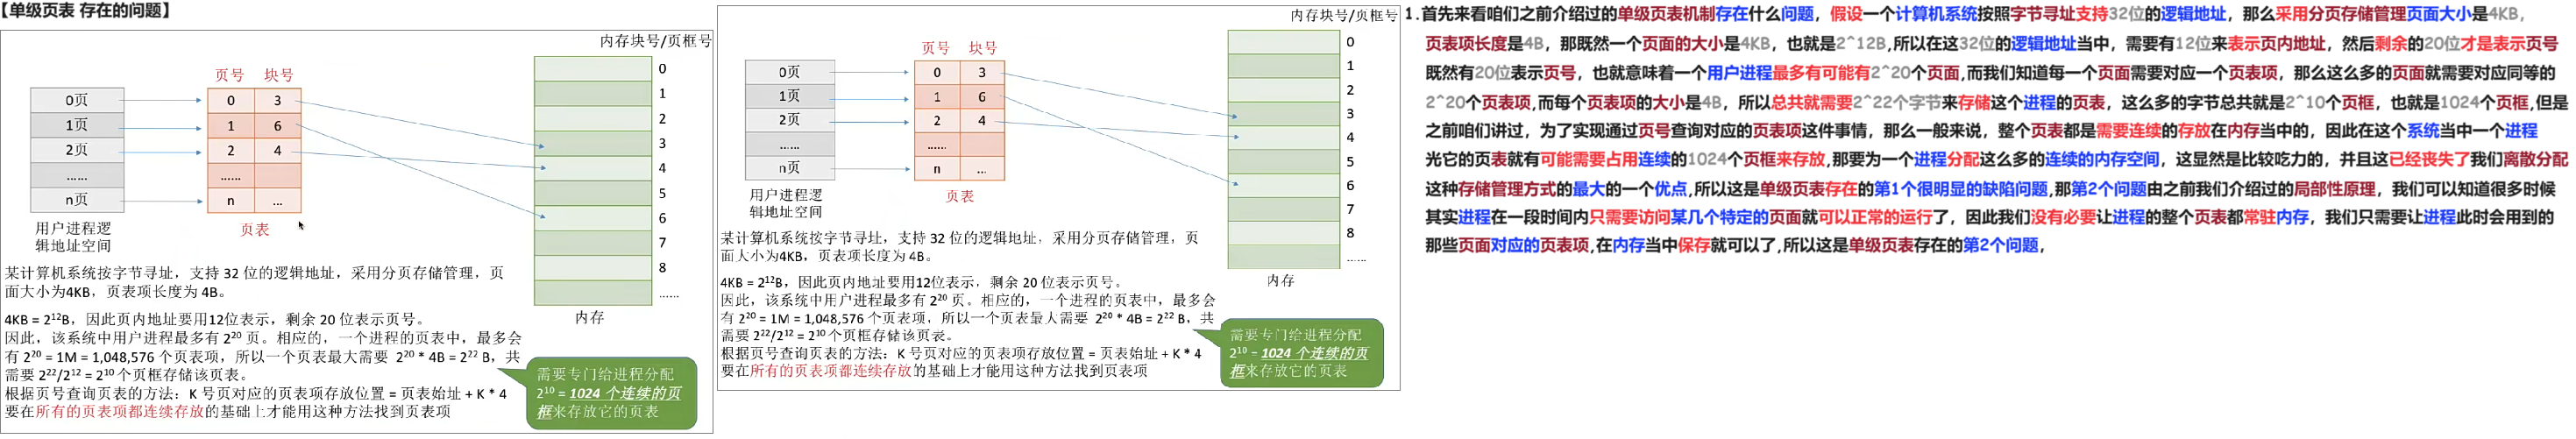 【单级页表 存在的问题】
内存块号/页框号
页号 块号
0页
1页
2页
......
n页
0 3
1 6
2 4
......
n ...
0
1
2
3
4
5
6
7
8
......
用户进程逻
辑地址空间
页表
内存
某计算机系统按字节寻址，支持 32 位的逻辑地址，采用分页存储管理，页
面大小为4KB，页表项长度为 4B。
4KB = 2¹²B，因此页内地址要用12位表示，剩余 20 位表示页号。
因此，该系统中用户进程最多有 2²⁰ 页。相应的，一个进程的页表中，最多会
有 2²⁰ = 1M = 1,048,576 个页表项，所以一个页表最大需要 2²⁰ * 4B = 2²² B，共
需要 2²²/2¹² = 2¹⁰ 个页框存储该页表。
根据页号查询页表的方法：K 号页对应的页表项存放位置 = 页表始址 + K * 4
要在所有的页表项都连续存放的基础上才能用这种方法找到页表项
需要专门给进程分配
2¹⁰ = 1024 个连续的页
框来存放它的页表
内存块号/页框号
页号 块号
0页
1页
2页
......
n页
0 3
1 6
2 4
......
n ...
0
1
2
3
4
5
6
7
8
......
用户进程逻
辑地址空间
页表
内存
某计算机系统按字节寻址，支持 32 位的逻辑地址，采用分页存储管理，页
面大小为4KB，页表项长度为 4B。
4KB = 2¹²B，因此页内地址要用12位表示，剩余 20 位表示页号。
因此，该系统中用户进程最多有 2²⁰ 页。相应的，一个进程的页表中，最多会
有 2²⁰ = 1M = 1,048,576 个页表项，所以一个页表最大需要 2²⁰ * 4B = 2²² B，共
需要 2²²/2¹² = 2¹⁰ 个页框存储该页表。
根据页号查询页表的方法：K 号页对应的页表项存放位置 = 页表始址 + K * 4
要在所有的页表项都连续存放的基础上才能用这种方法找到页表项
需要专门给进程分配
2¹⁰ = 1024 个连续的页
框来存放它的页表
1.首先来看咱们之前介绍过的单级页表机制存在什么问题，假设一个计算机系统按照字节寻址支持32位的逻辑地址，那么采用分页存储管理页面大小是4KB，
页表项长度是4B，那既然一个页面的大小是4KB，也就是2^12B,所以在这32位的逻辑地址当中，需要有12位来表示页内地址，然后剩余的20位才是表示页号
既然有20位表示页号，也就意味着一个用户进程最多有可能有2^20个页面,而我们知道每一个页面需要对应一个页表项，那么这么多的页面就需要对应同等的
2^20个页表项,而每个页表项的大小是4B，所以总共就需要2^22个字节来存储这个进程的页表，这么多的字节总共就是2^10个页框，也就是1024个页框,但是
之前咱们讲过，为了实现通过页号查询对应的页表项这件事情，那么一般来说，整个页表都是需要连续的存放在内存当中的，因此在这个系统当中一个进程
光它的页表就有可能需要占用连续的1024个页框来存放,那要为一个进程分配这么多的连续的内存空间，这显然是比较吃力的，并且这已经丧失了我们离散分配
这种存储管理方式的最大的一个优点,所以这是单级页表存在的第1个很明显的缺陷问题,那第2个问题由之前我们介绍过的局部性原理，我们可以知道很多时候
其实进程在一段时间内只需要访问某几个特定的页面就可以正常的运行了，因此我们没有必要让进程的整个页表都常驻内存，我们只需要让进程此时会用到的
那些页面对应的页表项,在内存当中保存就可以了,所以这是单级页表存在的第2个问题，